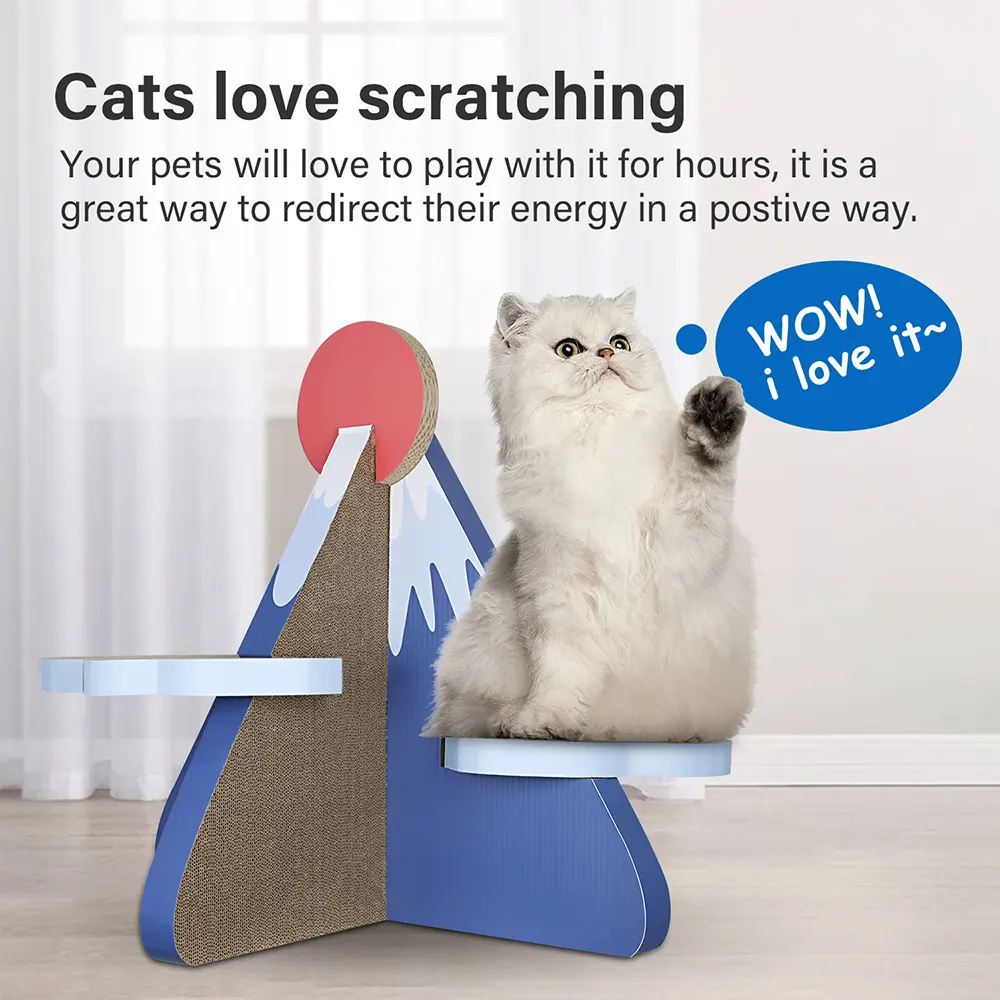 Cats love scratching
Your pets will love to play with it for hours, it is a
great way to redirect their energy in a postive way.
WOW!
i love it~